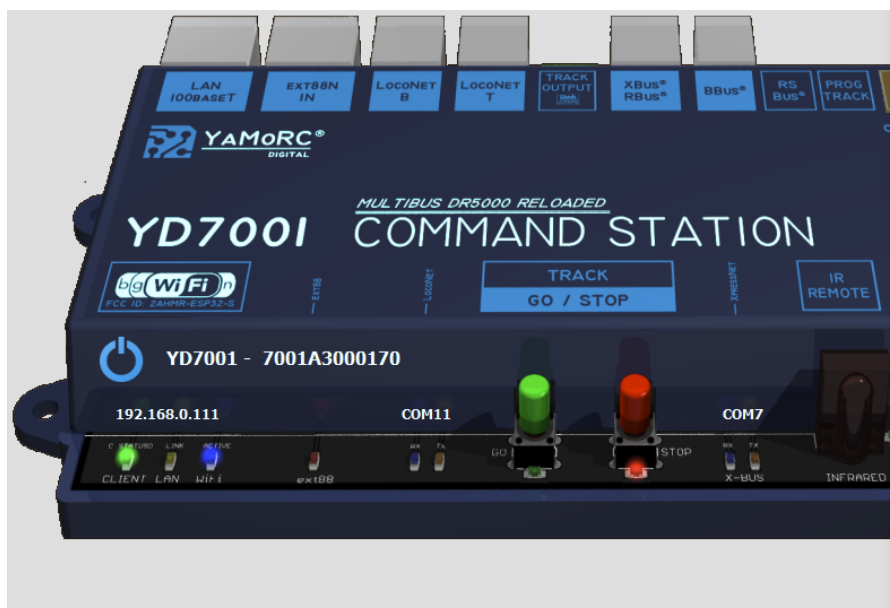 LAN
100BASET
EXT88N
IN
LocoNet
B
LocoNet
T
TRACK
OUTPUT
XBus®
RBus®
BBus®
RS
Bus®
PROG
TRACK
YaMoRC®
DIGITAL
MULTIBUS DR5000 RELOADED
YD7001 COMMAND STATION
bg WiFi n
FCC ID: 2AHMR-ESP32-S
Ext88
LocoNet
TRACK
GO / STOP
XpressNet
IR
REMOTE
YD7001 - 7001A3000170
192.168.0.111
COM11
COM7
C STATUSO LINK ACTIVE
RX TX
GO
STOP
RX TX
CLIENT LAN WiFi
ext88
X-BUS
INFRARED